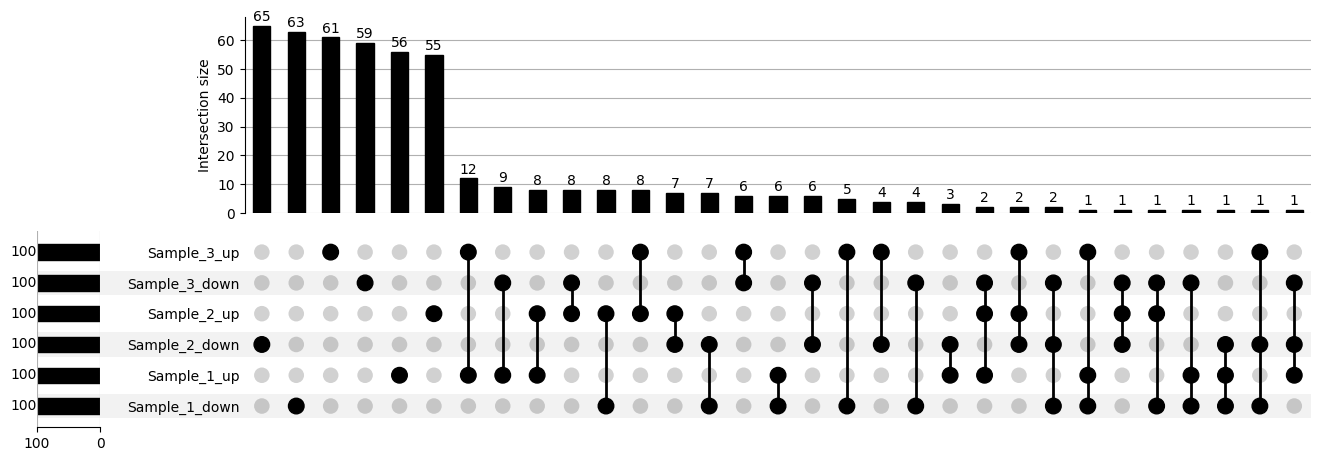 65 63 61 59 56 55 12 9 8 8 8 8 7 7 6 6 6 5 4 4 3 2 2 2 1 1 1 1 1 1 1
Intersection size
60
50
40
30
20
10
0
100 Sample_3_up
100 Sample_3_down
100 Sample_2_up
100 Sample_2_down
100 Sample_1_up
100 Sample_1_down
100 0